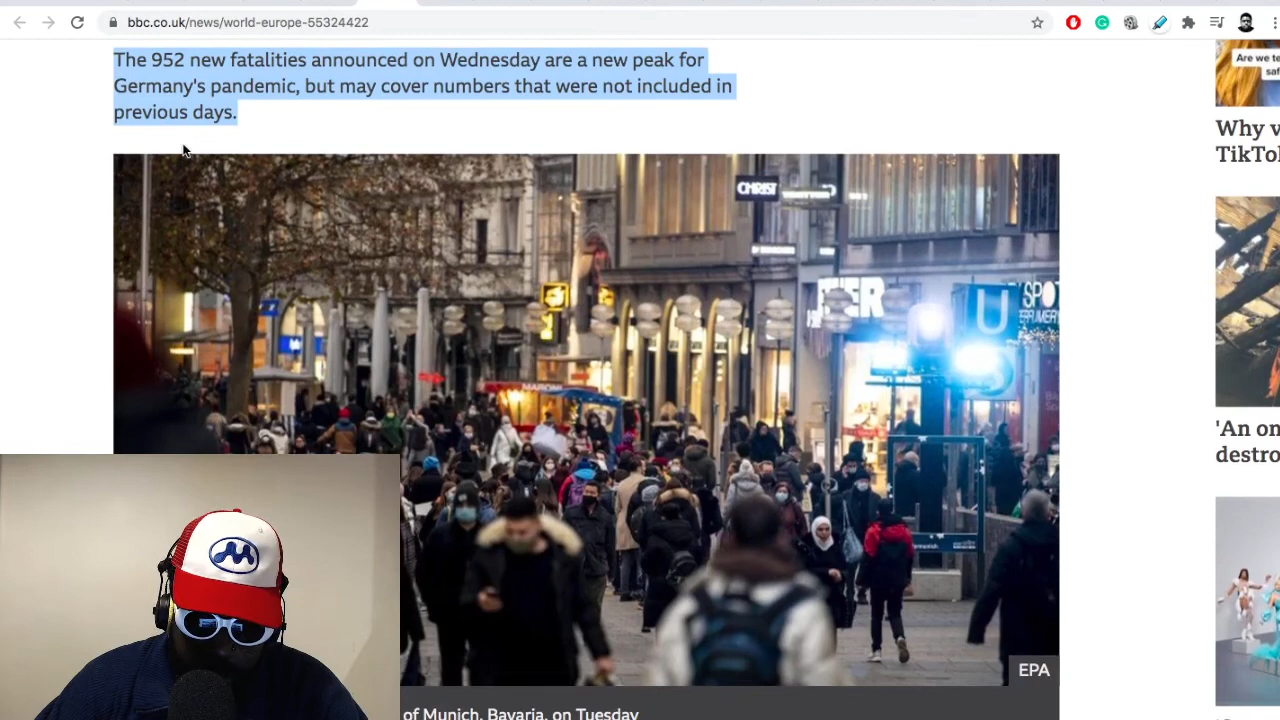 bbc.co.uk/news/world-europe-55324422
The 952 new fatalities announced on Wednesday are a new peak for
Germany's pandemic, but may cover numbers that were not included in
previous days.
Are we te
saf
Why v
TikTo
CHRIST
U
S
MARONI
'An on
destro
EPA
of Munich, Bavaria, on Tuesday